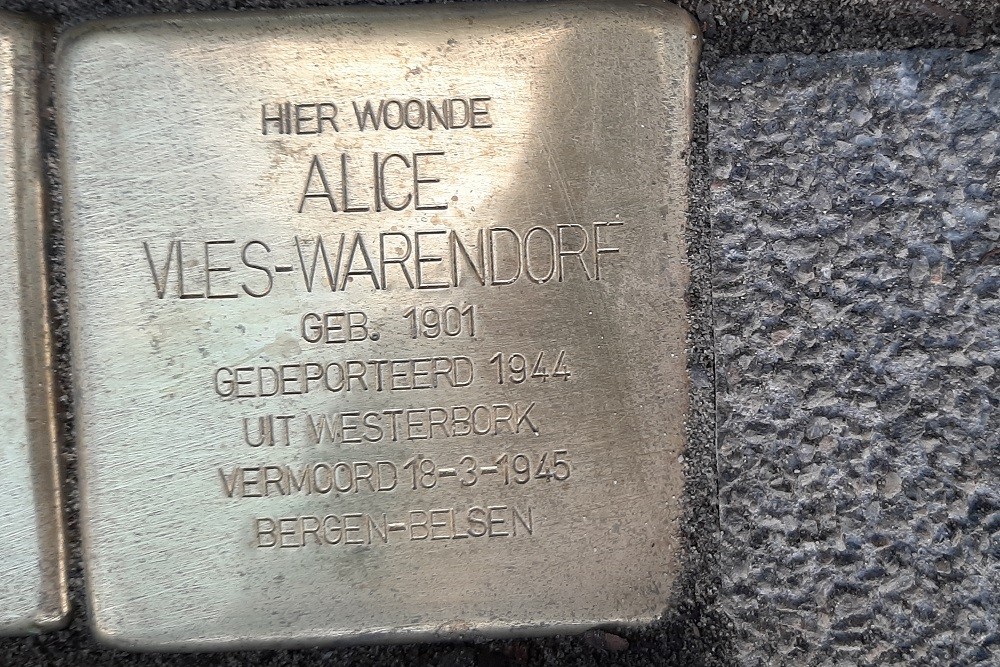 HIER WOONDE
ALICE
VLES-WARENDORF
GEB. 1901
GEDEPORTEERD 1944
UIT WESTERBORK
VERMOORD 18-3-1945
BERGEN-BELSEN